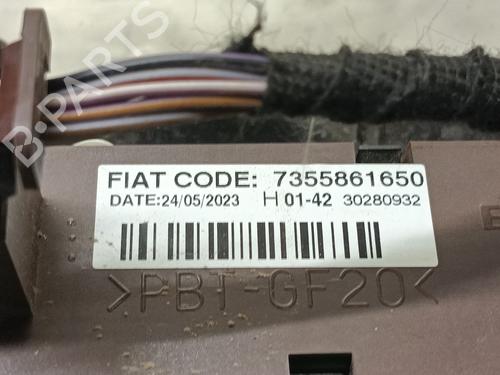 B-PARTS
FIAT CODE: 7355861650
DATE:24/05/2023 H 01-42 30280932
>PBT-GF20<